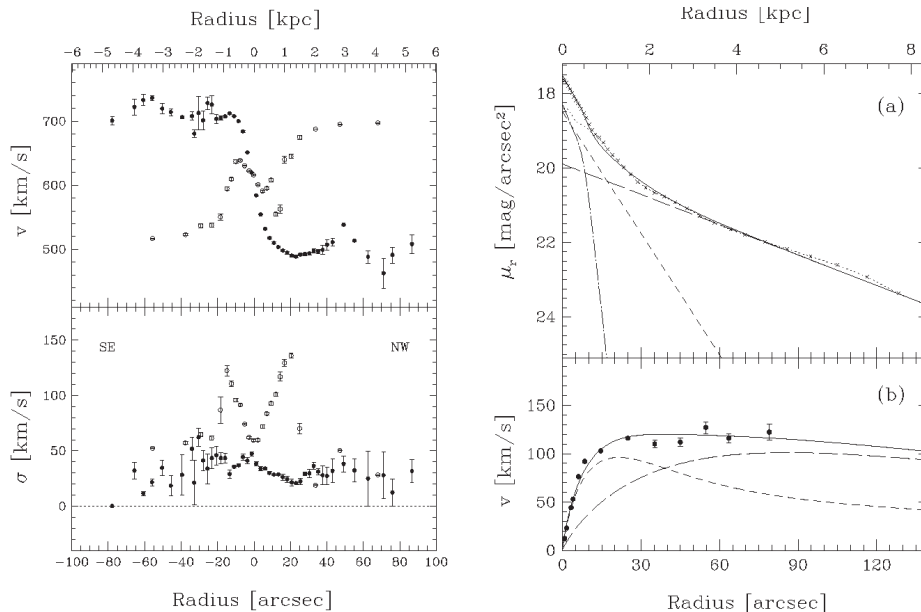 Radius [kpc]
−6 −5 −4 −3 −2 −1 0 1 2 3 4 5 6
v [km/s]
700
600
500
SE
NW
σ [km/s]
150
100
50
0
−100 −80 −60 −40 −20 0 20 40 60 80 100
Radius [arcsec]
Radius [kpc]
0 2 4 6 8
(a)
μr [mag/arcsec²]
18
20
22
24
(b)
v [km/s]
150
100
50
0
0 30 60 90 120
Radius [arcsec]